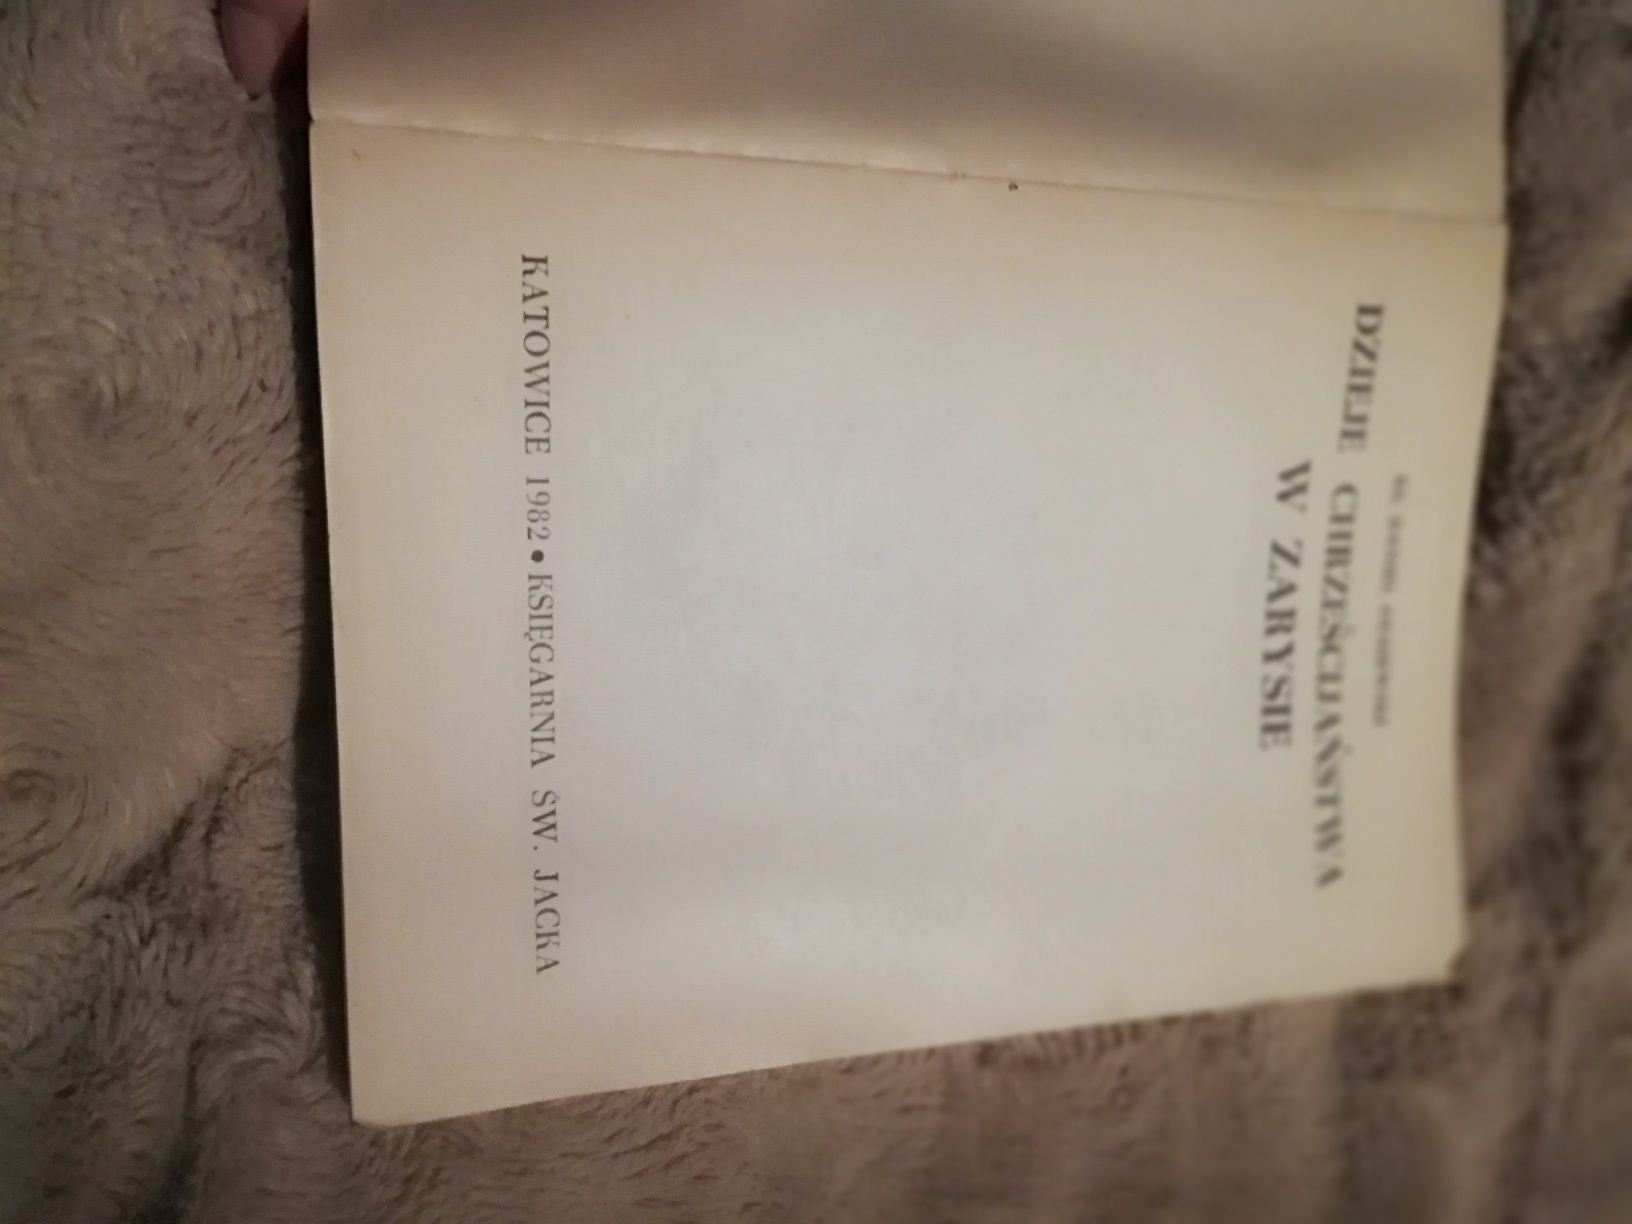 DZIEJE CHRZEŚCIJAŃSTWA
W ZARYSIE
KATOWICE 1982 • KSIĘGARNIA ŚW. JACKA